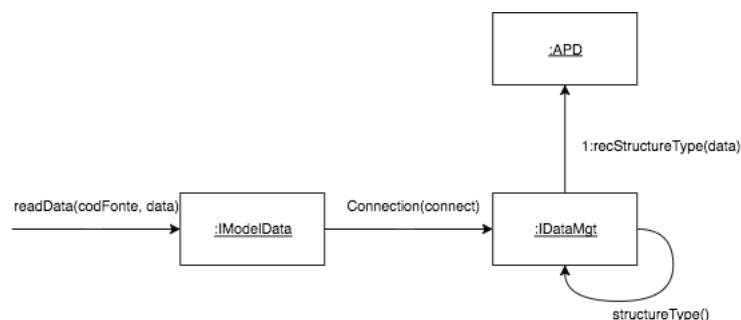 :APD
1:recStructureType(data)
readData(codFonte, data)
Connection(connect)
:IModelData
:IDataMgt
structureType()